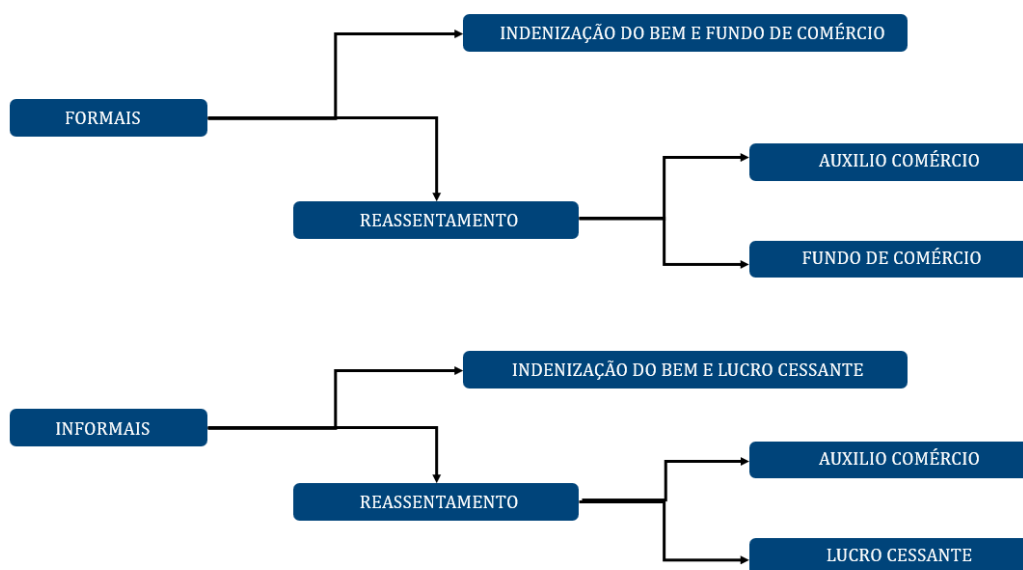 INDENIZAÇÃO DO BEM E FUNDO DE COMÉRCIO
FORMAIS
AUXILIO COMÉRCIO
REASSENTAMENTO
FUNDO DE COMÉRCIO
INDENIZAÇÃO DO BEM E LUCRO CESSANTE
INFORMAIS
AUXILIO COMÉRCIO
REASSENTAMENTO
LUCRO CESSANTE